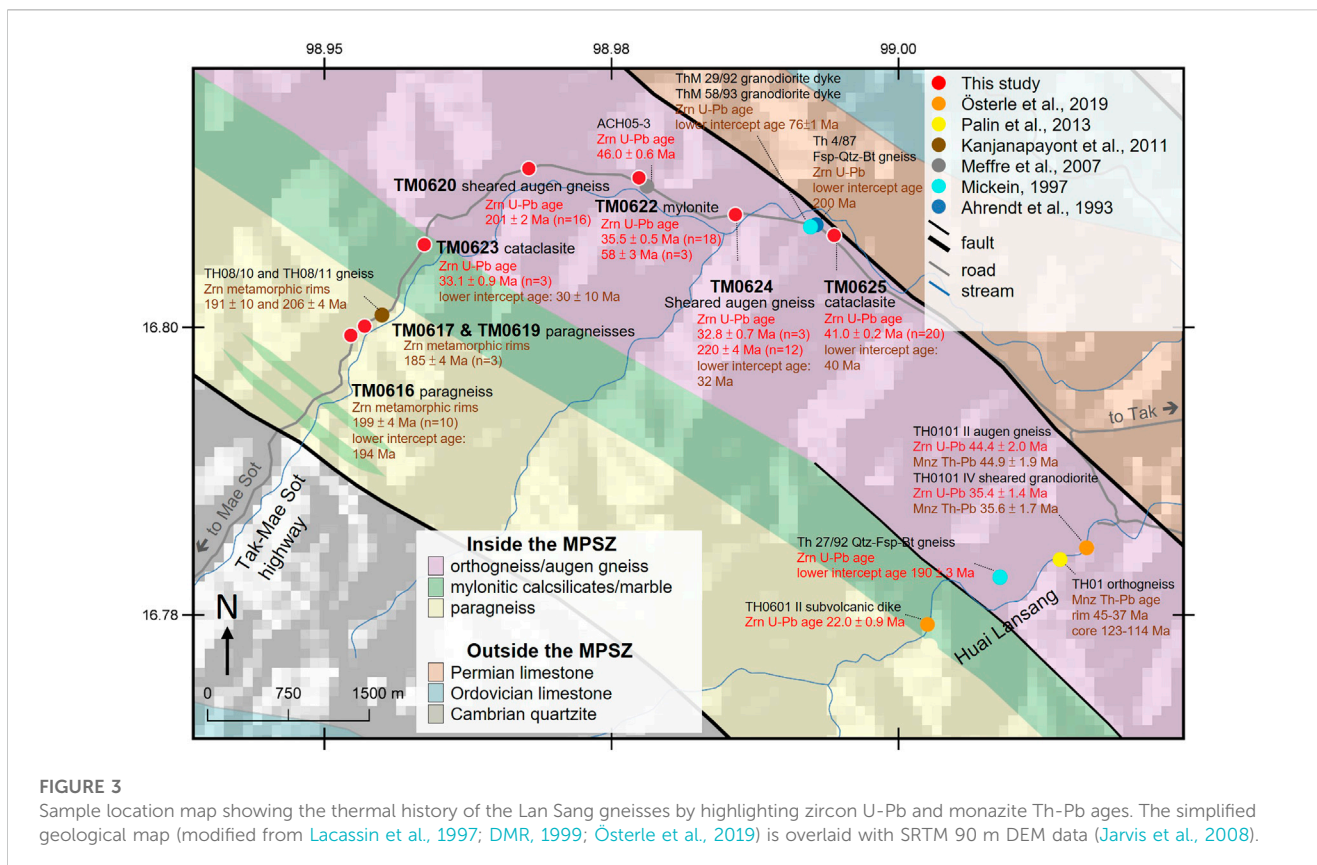 98.95
98.98
99.00
16.80
16.78
ThM 29/92 granodiorite dyke
ThM 58/93 granodiorite dyke
Zrn U-Pb age
lower intercept age 76±1 Ma
ACH05-3
Zrn U-Pb age
46.0 ± 0.6 Ma
Th 4/87
Fsp-Qtz-Bt gneiss
Zrn U-Pb
lower intercept age
200 Ma
This study
Österle et al., 2019
Palin et al., 2013
Kanjanapayont et al., 2011
Meffre et al., 2007
Mickein, 1997
Ahrendt et al., 1993
fault
road
stream
TM0620 sheared augen gneiss
Zrn U-Pb age
201 ± 2 Ma (n=16)
TM0622 mylonite
Zrn U-Pb age
35.5 ± 0.5 Ma (n=18)
58 ± 3 Ma (n=3)
TM0623 cataclasite
Zrn U-Pb age
33.1 ± 0.9 Ma (n=3)
lower intercept age: 30 ± 10 Ma
TH08/10 and TH08/11 gneiss
Zrn metamorphic rims
191 ± 10 and 206 ± 4 Ma
TM0624
Sheared augen gneiss
Zrn U-Pb age
32.8 ± 0.7 Ma (n=3)
220 ± 4 Ma (n=12)
lower intercept age:
32 Ma
TM0625
cataclasite
Zrn U-Pb age
41.0 ± 0.2 Ma (n=20)
lower intercept age:
40 Ma
TM0617 & TM0619 paragneisses
Zrn metamorphic rims
185 ± 4 Ma (n=3)
TM0616 paragneiss
Zrn metamorphic rims
199 ± 4 Ma (n=10)
lower intercept age:
194 Ma
to Tak →
TH0101 II augen gneiss
Zrn U-Pb 44.4 ± 2.0 Ma
Mnz Th-Pb 44.9 ± 1.9 Ma
TH0101 IV sheared granodiorite
Zrn U-Pb 35.4 ± 1.4 Ma
Mnz Th-Pb 35.6 ± 1.7 Ma
← to Mae Sot
Tak-Mae Sot
highway
Th 27/92 Qtz-Fsp-Bt gneiss
Zrn U-Pb age
lower intercept age 190 ± 3 Ma
TH0601 II subvolcanic dike
Zrn U-Pb age 22.0 ± 0.9 Ma
Huai Lansang
TH01 orthogneiss
Mnz Th-Pb age
rim 45-37 Ma
core 123-114 Ma
N
0 750 1500 m
Inside the MPSZ
orthogneiss/augen gneiss
mylonitic calcsilicates/marble
paragneiss
Outside the MPSZ
Permian limestone
Ordovician limestone
Cambrian quartzite
FIGURE 3
Sample location map showing the thermal history of the Lan Sang gneisses by highlighting zircon U-Pb and monazite Th-Pb ages. The simplified
geological map (modified from Lacassin et al., 1997; DMR, 1999; Österle et al., 2019) is overlaid with SRTM 90 m DEM data (Jarvis et al., 2008).